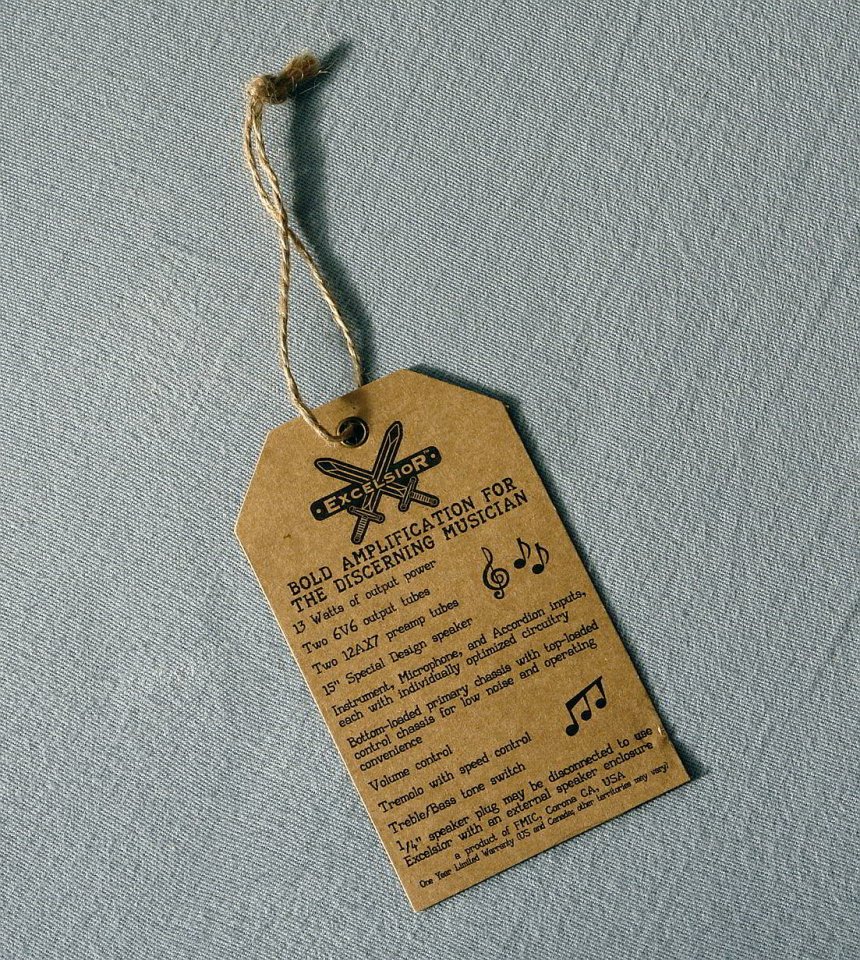 EXCELSIOR
BOLD AMPLIFICATION FOR
THE DISCERNING MUSICIAN
13 Watts of output power
Two 6V6 output tubes
Two 12AX7 preamp tubes
15" Special Design speaker
Instrument, Microphone, and Accordion inputs,
each with individually optimized circuitry
Bottom-loaded primary chassis with top-loaded
control chassis for low noise and operating
convenience
Volume control
Tremolo with speed control
Treble/Bass tone switch
1/4" speaker plug may be disconnected to use
Excelsior with an external speaker enclosure
a product of FMIC, Corona CA, USA
One Year Limited Warranty (US and Canada; other territories may vary)